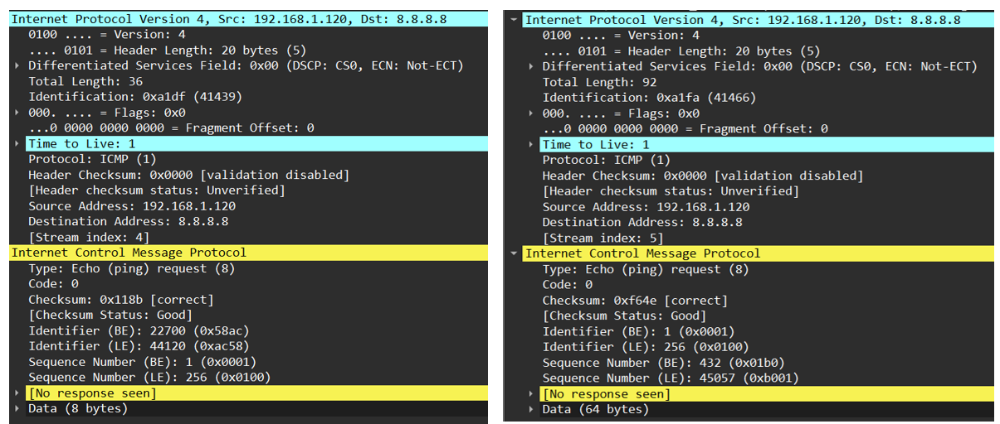 Internet Protocol Version 4, Src: 192.168.1.120, Dst: 8.8.8.8
0100 .... = Version: 4
.... 0101 = Header Length: 20 bytes (5)
Differentiated Services Field: 0x00 (DSCP: CS0, ECN: Not-ECT)
Total Length: 36
Identification: 0xa1df (41439)
000. .... = Flags: 0x0
...0 0000 0000 0000 = Fragment Offset: 0
Time to Live: 1
Protocol: ICMP (1)
Header Checksum: 0x0000 [validation disabled]
[Header checksum status: Unverified]
Source Address: 192.168.1.120
Destination Address: 8.8.8.8
[Stream index: 4]
Internet Control Message Protocol
Type: Echo (ping) request (8)
Code: 0
Checksum: 0x118b [correct]
[Checksum Status: Good]
Identifier (BE): 22700 (0x58ac)
Identifier (LE): 44120 (0xac58)
Sequence Number (BE): 1 (0x0001)
Sequence Number (LE): 256 (0x0100)
[No response seen]
Data (8 bytes)
Internet Protocol Version 4, Src: 192.168.1.120, Dst: 8.8.8.8
0100 .... = Version: 4
.... 0101 = Header Length: 20 bytes (5)
Differentiated Services Field: 0x00 (DSCP: CS0, ECN: Not-ECT)
Total Length: 92
Identification: 0xa1fa (41466)
000. .... = Flags: 0x0
...0 0000 0000 0000 = Fragment Offset: 0
Time to Live: 1
Protocol: ICMP (1)
Header Checksum: 0x0000 [validation disabled]
[Header checksum status: Unverified]
Source Address: 192.168.1.120
Destination Address: 8.8.8.8
[Stream index: 5]
Internet Control Message Protocol
Type: Echo (ping) request (8)
Code: 0
Checksum: 0xf64e [correct]
[Checksum Status: Good]
Identifier (BE): 1 (0x0001)
Identifier (LE): 256 (0x0100)
Sequence Number (BE): 432 (0x01b0)
Sequence Number (LE): 45057 (0xb001)
[No response seen]
Data (64 bytes)